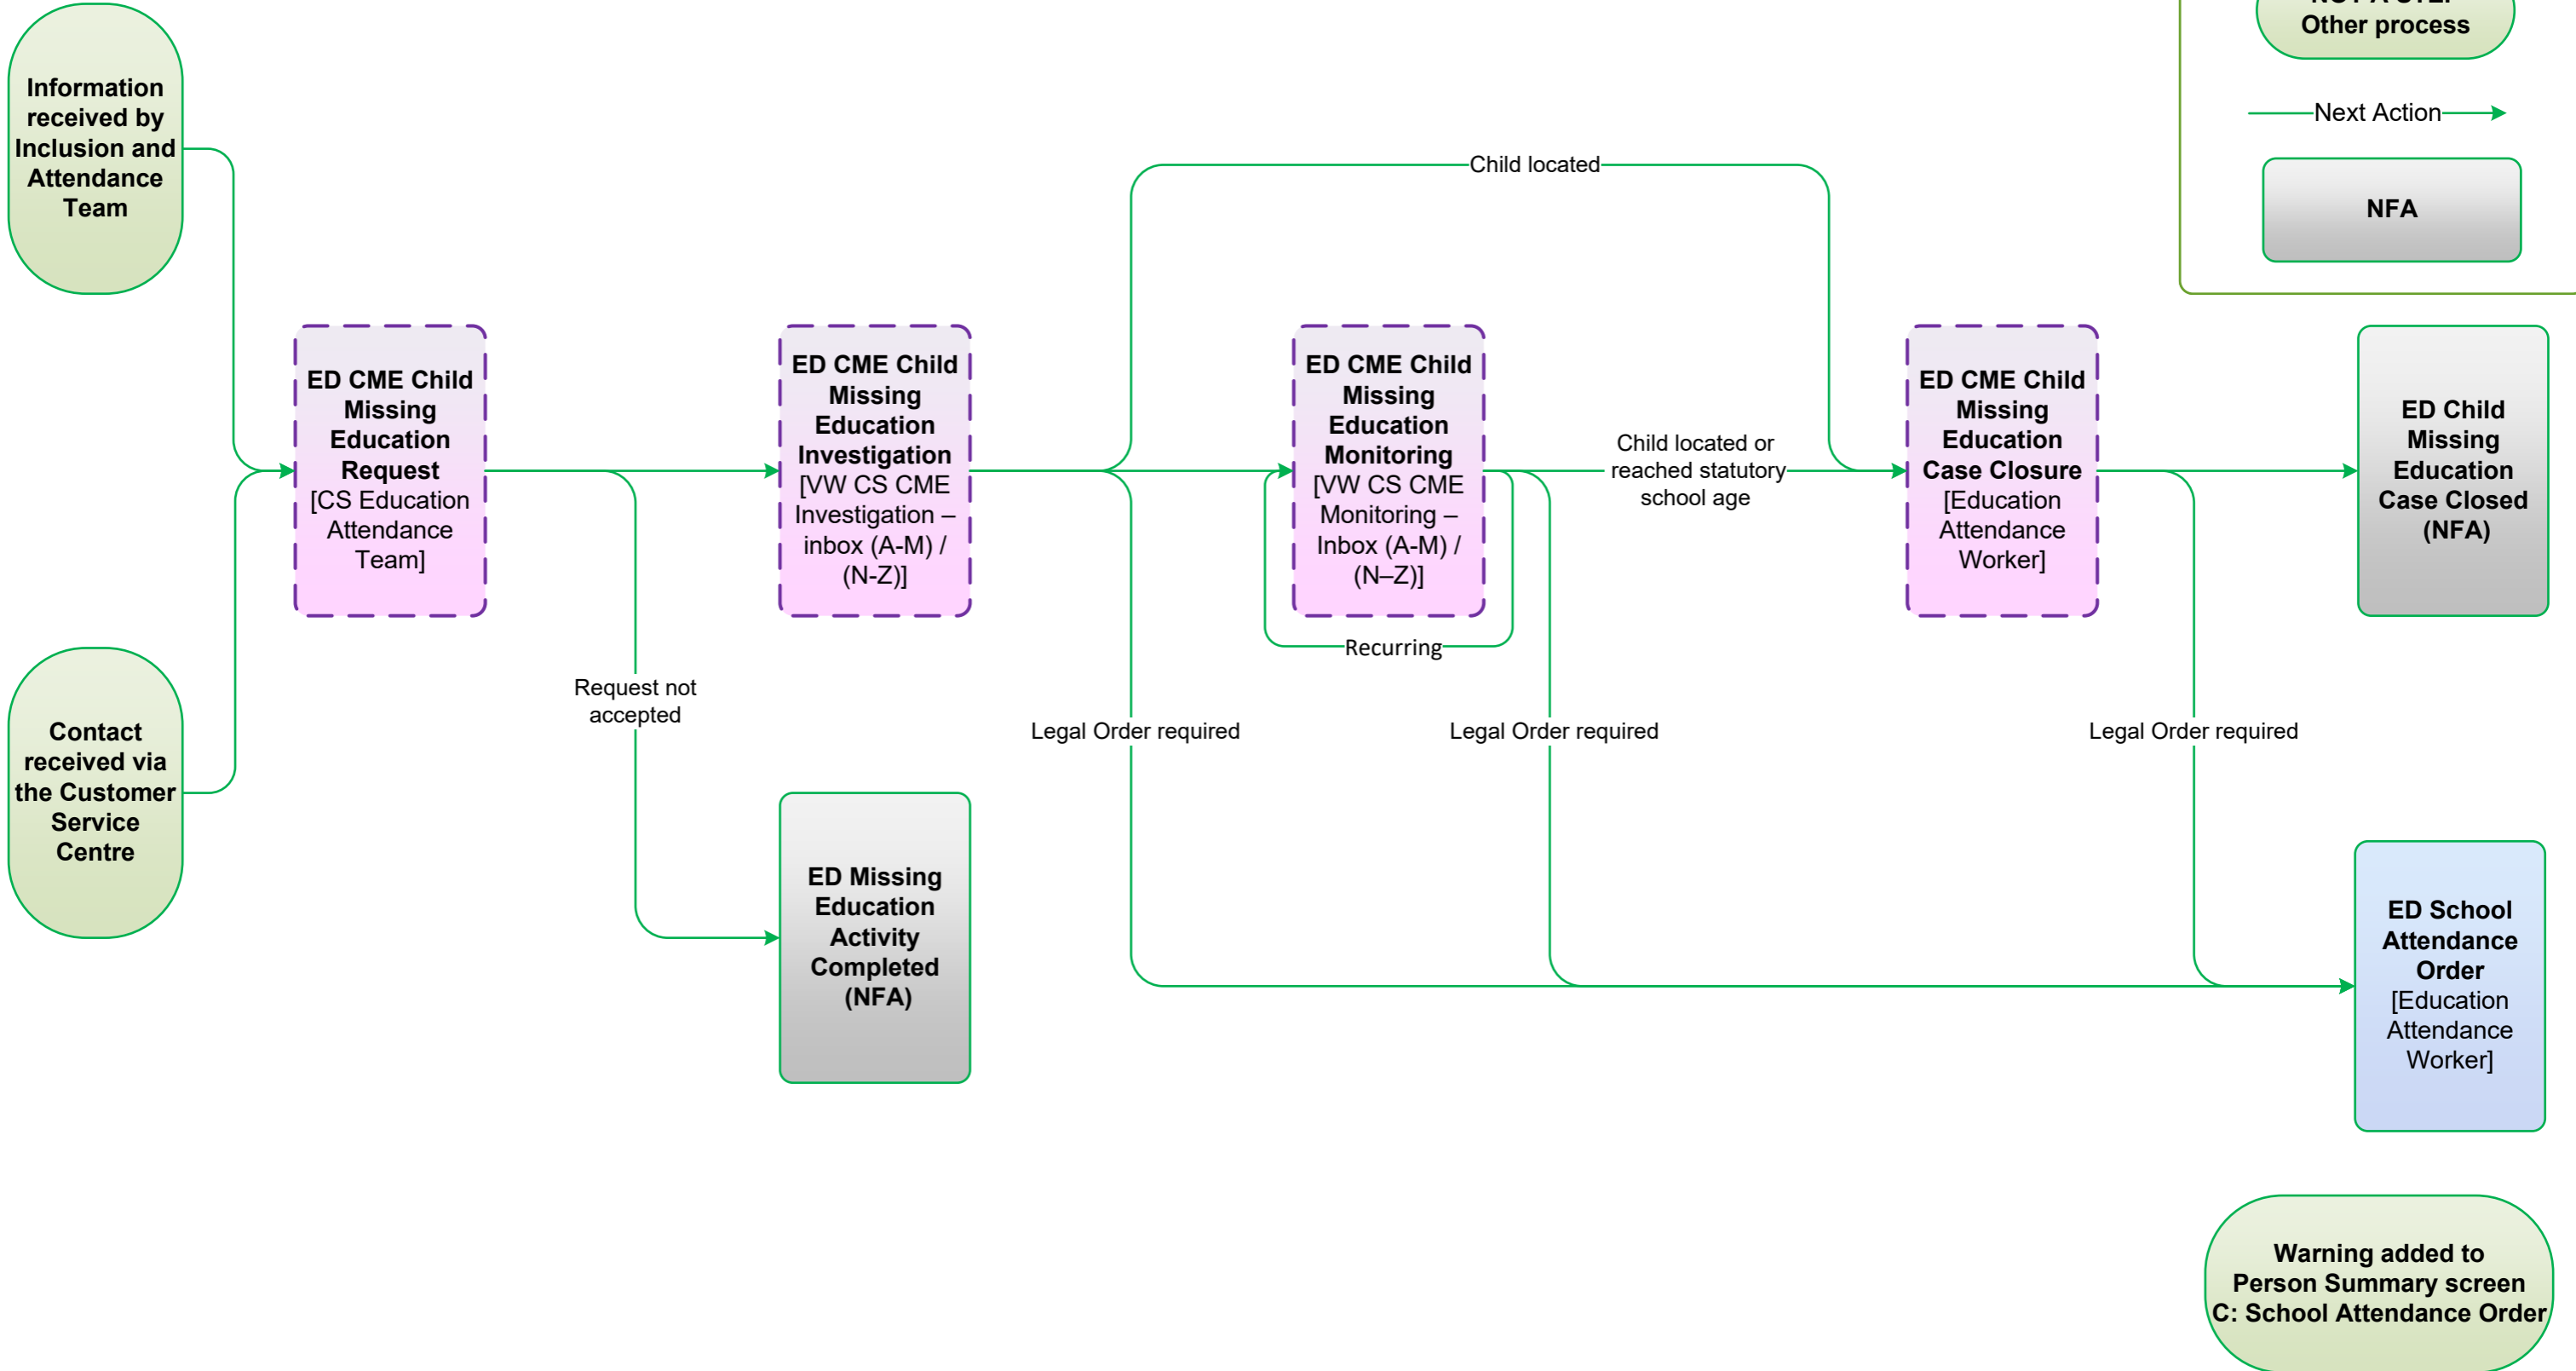 Other process
Next Action
NFA
Information
received by
Inclusion and
Attendance
Team
Child located
ED CME Child
Missing
Education
Request
[CS Education
Attendance
Team]
ED CME Child
Missing
Education
Investigation
[VW CS CME
Investigation –
inbox (A-M) /
(N-Z)]
ED CME Child
Missing
Education
Monitoring
[VW CS CME
Monitoring –
Inbox (A-M) /
(N–Z)]
Recurring
Child located or
reached statutory
school age
ED CME Child
Missing
Education
Case Closure
[Education
Attendance
Worker]
ED Child
Missing
Education
Case Closed
(NFA)
Contact
received via
the Customer
Service
Centre
Request not
accepted
Legal Order required
Legal Order required
Legal Order required
ED Missing
Education
Activity
Completed
(NFA)
ED School
Attendance
Order
[Education
Attendance
Worker]
Warning added to
Person Summary screen
C: School Attendance Order